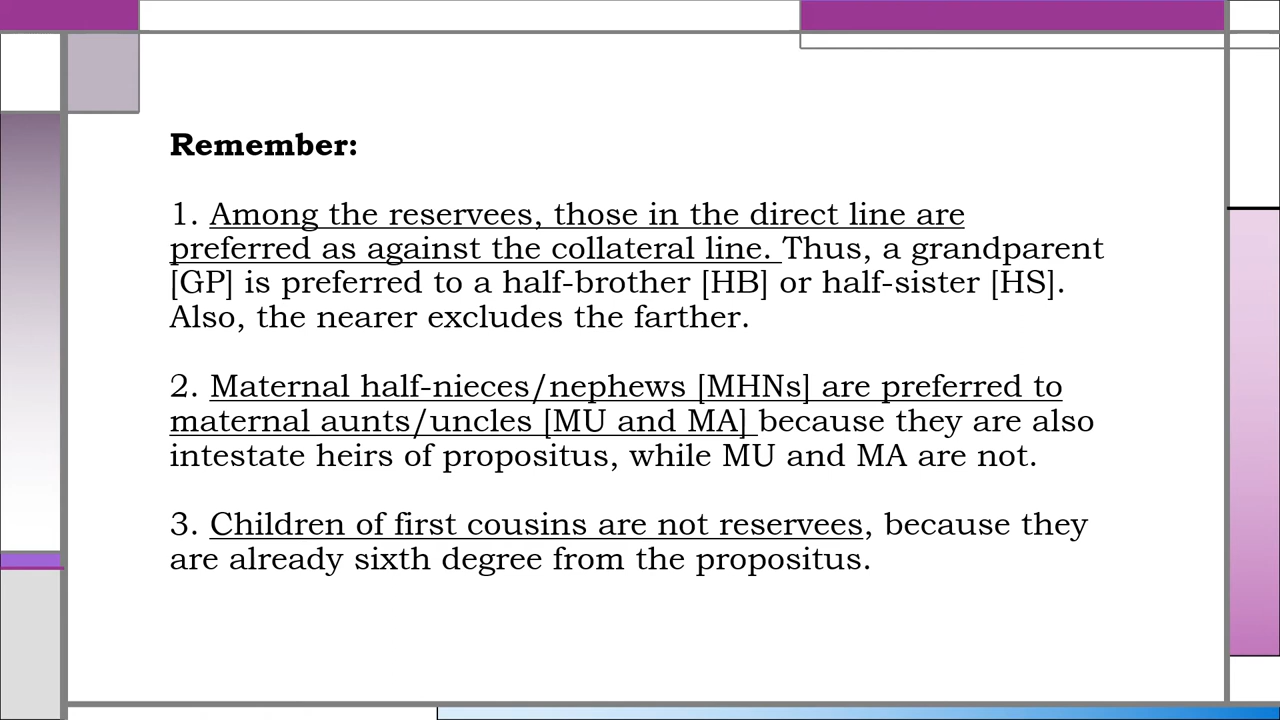 Remember:
1. Among the reservees, those in the direct line are
preferred as against the collateral line. Thus, a grandparent
[GP] is preferred to a half-brother [HB] or half-sister [HS].
Also, the nearer excludes the farther.
2. Maternal half-nieces/nephews [MHNs] are preferred to
maternal aunts/uncles [MU and MA] because they are also
intestate heirs of propositus, while MU and MA are not.
3. Children of first cousins are not reservees, because they
are already sixth degree from the propositus.